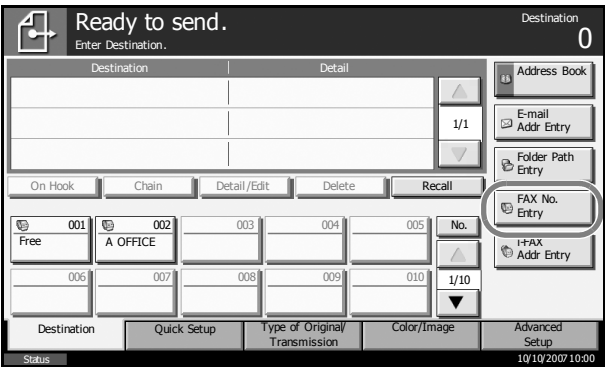 Ready to send.
Destination
Enter Destination.
0
Destination
Detail
Address Book
1/1
E-mail
Addr Entry
Folder Path
Entry
On Hook
Chain
Detail/Edit
Delete
Recall
FAX No.
Entry
001
Free
002
A OFFICE
003
004
005
No.
i-FAX
Addr Entry
006
007
008
009
010
1/10
Destination
Quick Setup
Type of Original/
Transmission
Color/Image
Advanced
Setup
Status
10/10/2007 10:00